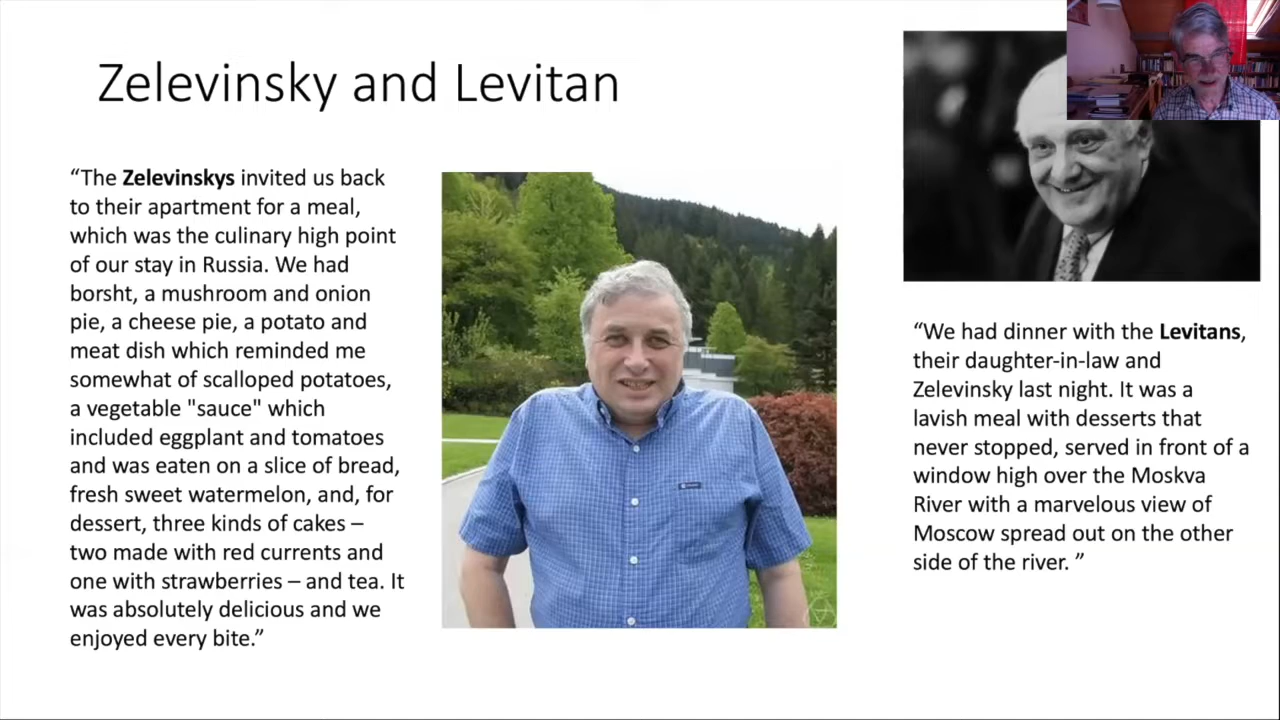 Zelevinsky and Levitan
“The Zelevinskys invited us back
to their apartment for a meal,
which was the culinary high point
of our stay in Russia. We had
borsht, a mushroom and onion
pie, a cheese pie, a potato and
meat dish which reminded me
somewhat of scalloped potatoes,
a vegetable "sauce" which
included eggplant and tomatoes
and was eaten on a slice of bread,
fresh sweet watermelon, and, for
dessert, three kinds of cakes –
two made with red currents and
one with strawberries – and tea. It
was absolutely delicious and we
enjoyed every bite.”
“We had dinner with the Levitans,
their daughter-in-law and
Zelevinsky last night. It was a
lavish meal with desserts that
never stopped, served in front of a
window high over the Moskva
River with a marvelous view of
Moscow spread out on the other
side of the river. ”